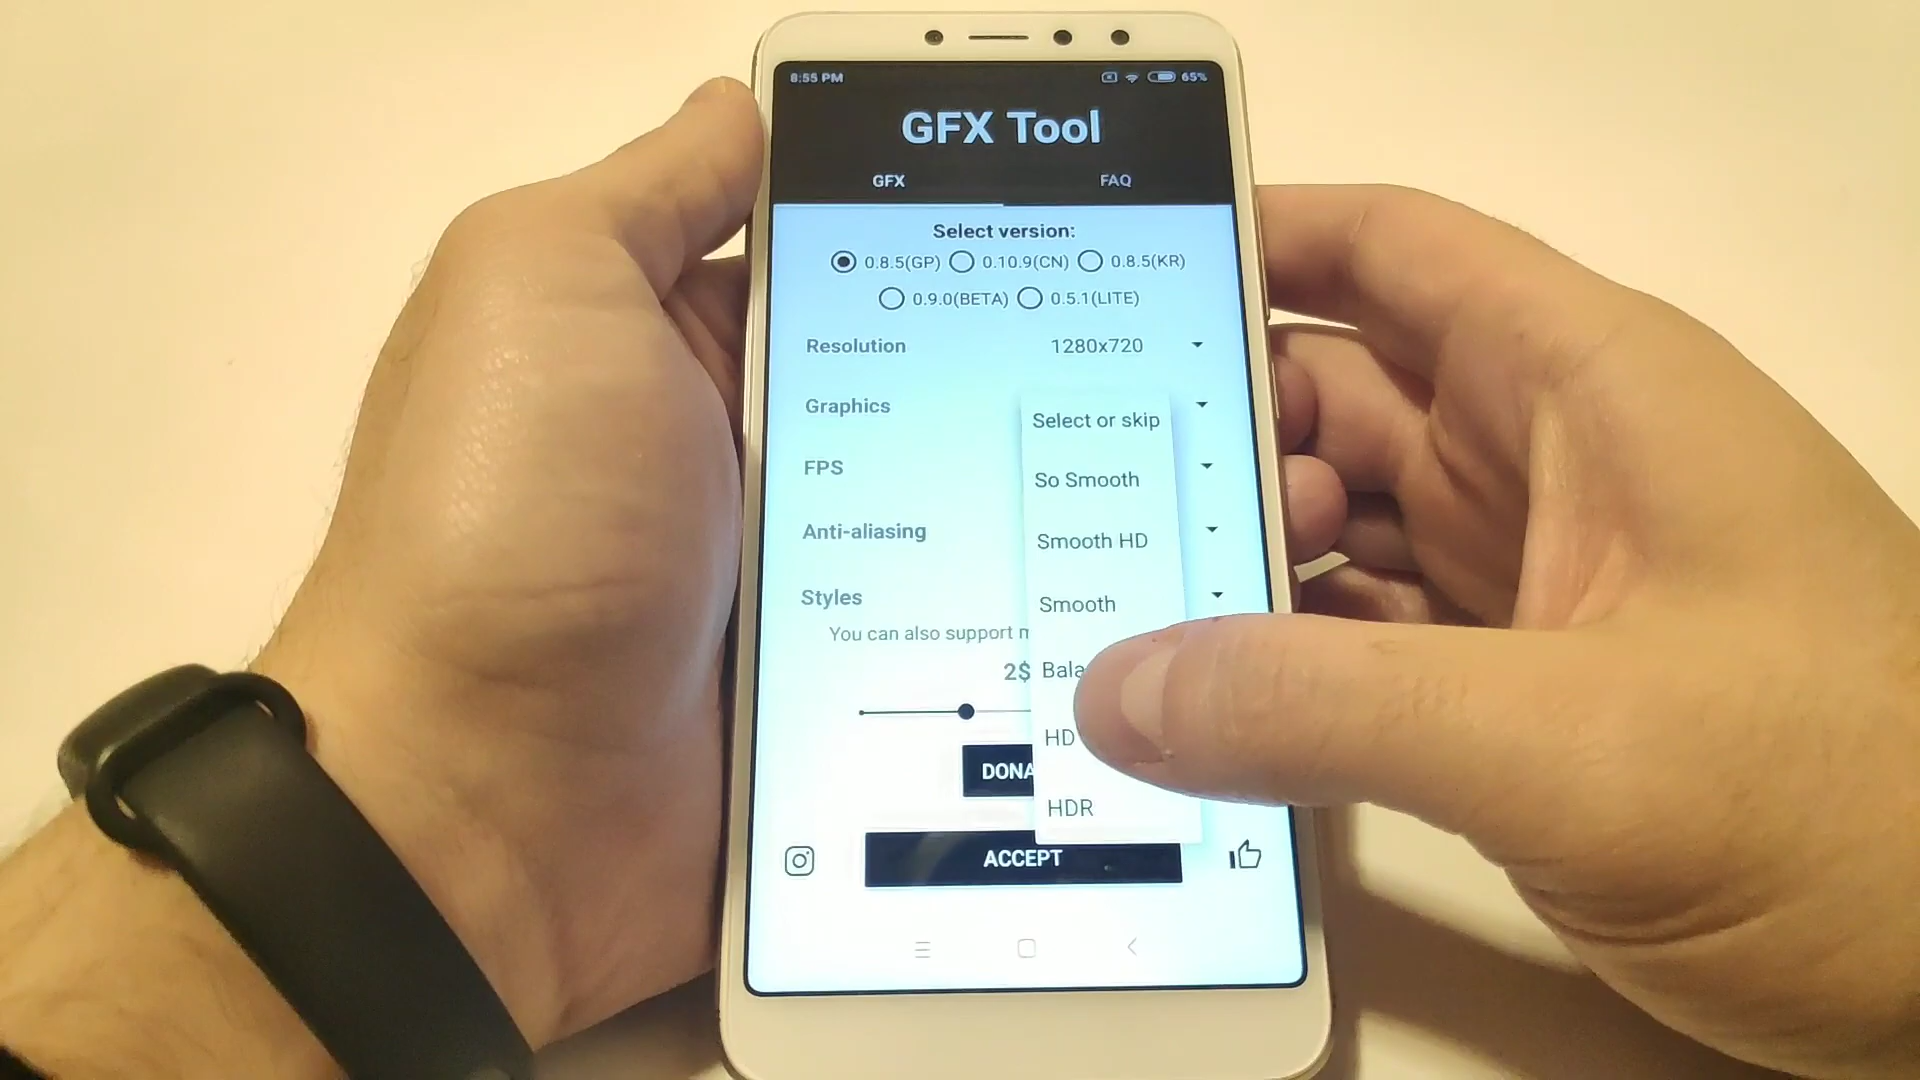 8:55 PM 65%
GFX Tool
GFX FAQ
Select version:
0.8.5(GP) 0.10.9(CN) 0.8.5(KR)
0.9.0(BETA) 0.5.1(LITE)
Resolution 1280x720
Graphics
Select or skip
FPS
So Smooth
Anti-aliasing
Smooth HD
Styles
Smooth
You can also support
2$
HD
HDR
ACCEPT